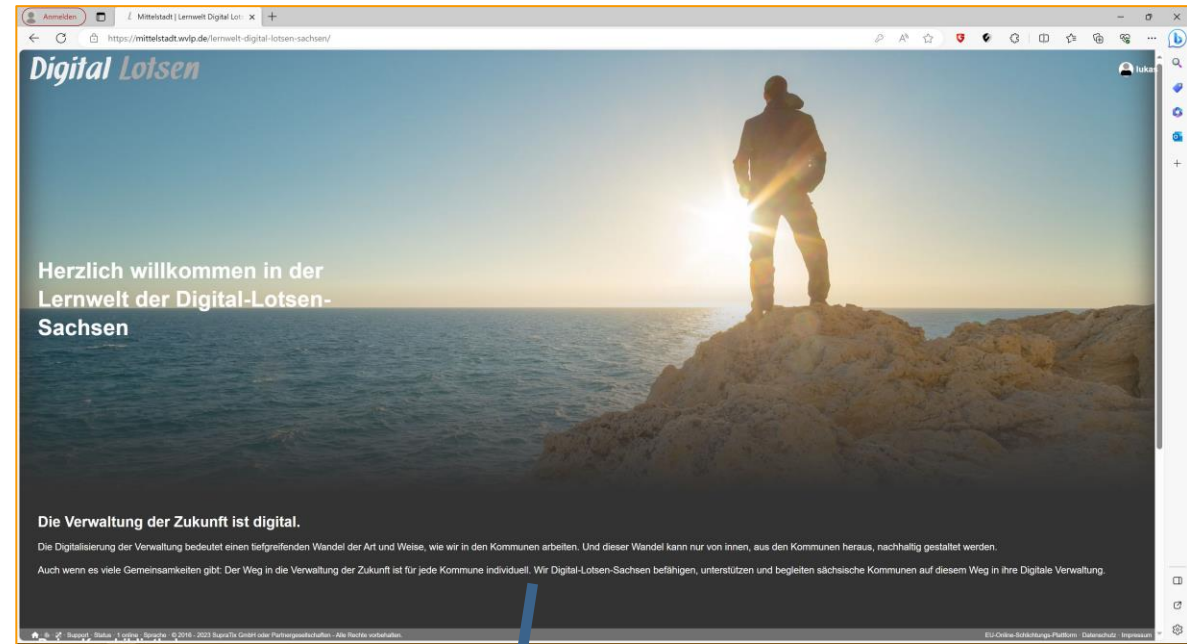 Anmelden
Mittelstadt | Lernwelt Digital Lot
https://mittelstadt.wvlp.de/lernwelt-digital-lotsen-sachsen/
Digital Lotsen
lukas
Herzlich willkommen in der
Lernwelt der Digital-Lotsen-
Sachsen
Die Verwaltung der Zukunft ist digital.
Die Digitalisierung der Verwaltung bedeutet einen tiefgreifenden Wandel der Art und Weise, wie wir in den Kommunen arbeiten. Und dieser Wandel kann nur von innen, aus den Kommunen heraus, nachhaltig gestaltet werden.
Auch wenn es viele Gemeinsamkeiten gibt: Der Weg in die Verwaltung der Zukunft ist für jede Kommune individuell. Wir Digital-Lotsen-Sachsen befähigen, unterstützen und begleiten sächsische Kommunen auf diesem Weg in ihre Digitale Verwaltung.
Support · Status · 1 online · Sprache · © 2016 - 2023 SupraTix GmbH oder Partnergesellschaften - Alle Rechte vorbehalten. EU-Online-Schlichtungs-Plattform · Datenschutz · Impressum